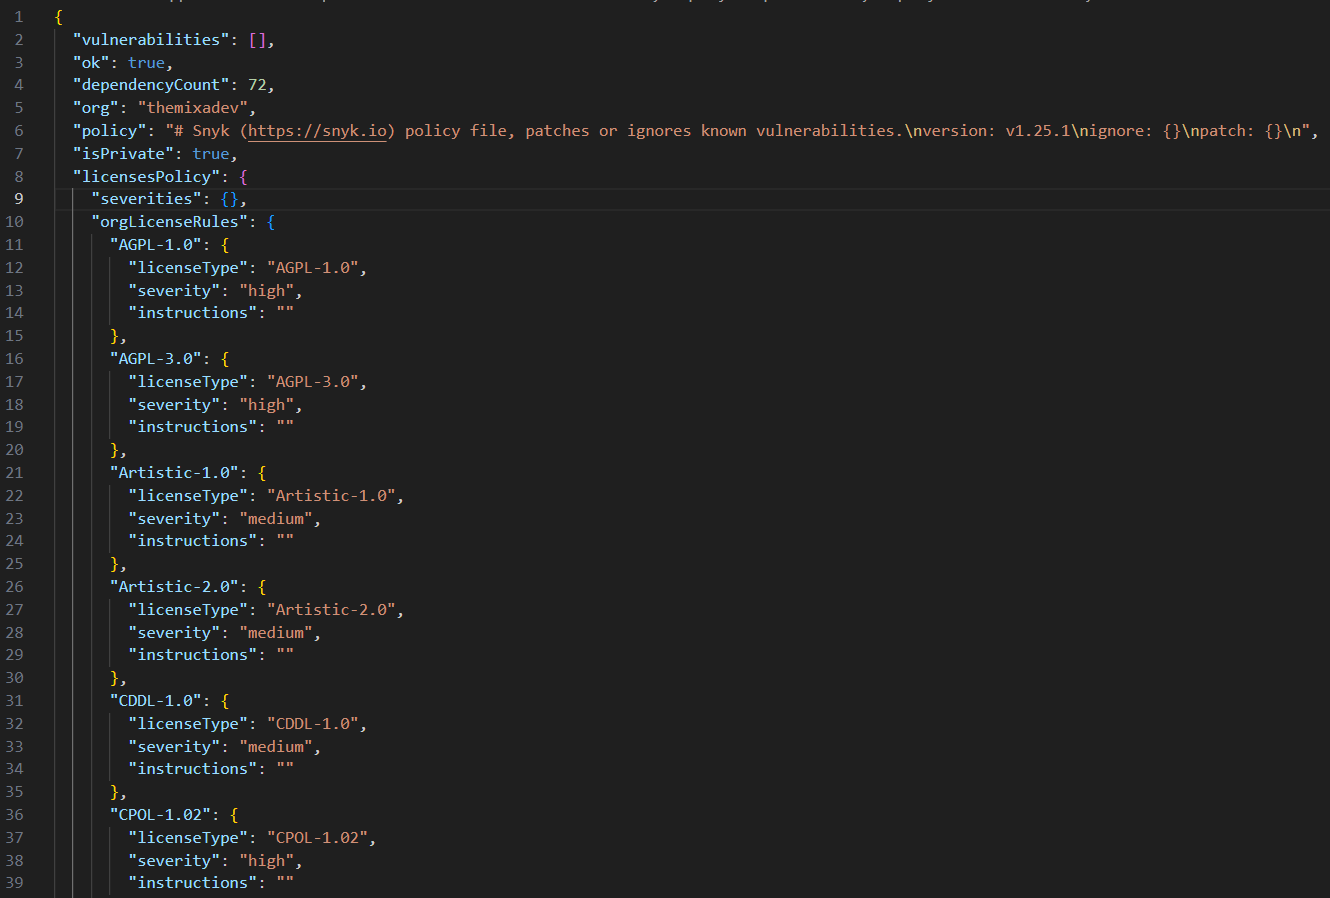 1 {
2 "vulnerabilities": [],
3 "ok": true,
4 "dependencyCount": 72,
5 "org": "themixadev",
6 "policy": "# Snyk (https://snyk.io) policy file, patches or ignores known vulnerabilities.\nversion: v1.25.1\nignore: {}\npatch: {}\n",
7 "isPrivate": true,
8 "licensesPolicy": {
9 "severities": {},
10 "orgLicenseRules": {
11 "AGPL-1.0": {
12 "licenseType": "AGPL-1.0",
13 "severity": "high",
14 "instructions": ""
15 },
16 "AGPL-3.0": {
17 "licenseType": "AGPL-3.0",
18 "severity": "high",
19 "instructions": ""
20 },
21 "Artistic-1.0": {
22 "licenseType": "Artistic-1.0",
23 "severity": "medium",
24 "instructions": ""
25 },
26 "Artistic-2.0": {
27 "licenseType": "Artistic-2.0",
28 "severity": "medium",
29 "instructions": ""
30 },
31 "CDDL-1.0": {
32 "licenseType": "CDDL-1.0",
33 "severity": "medium",
34 "instructions": ""
35 },
36 "CPOL-1.02": {
37 "licenseType": "CPOL-1.02",
38 "severity": "high",
39 "instructions": ""